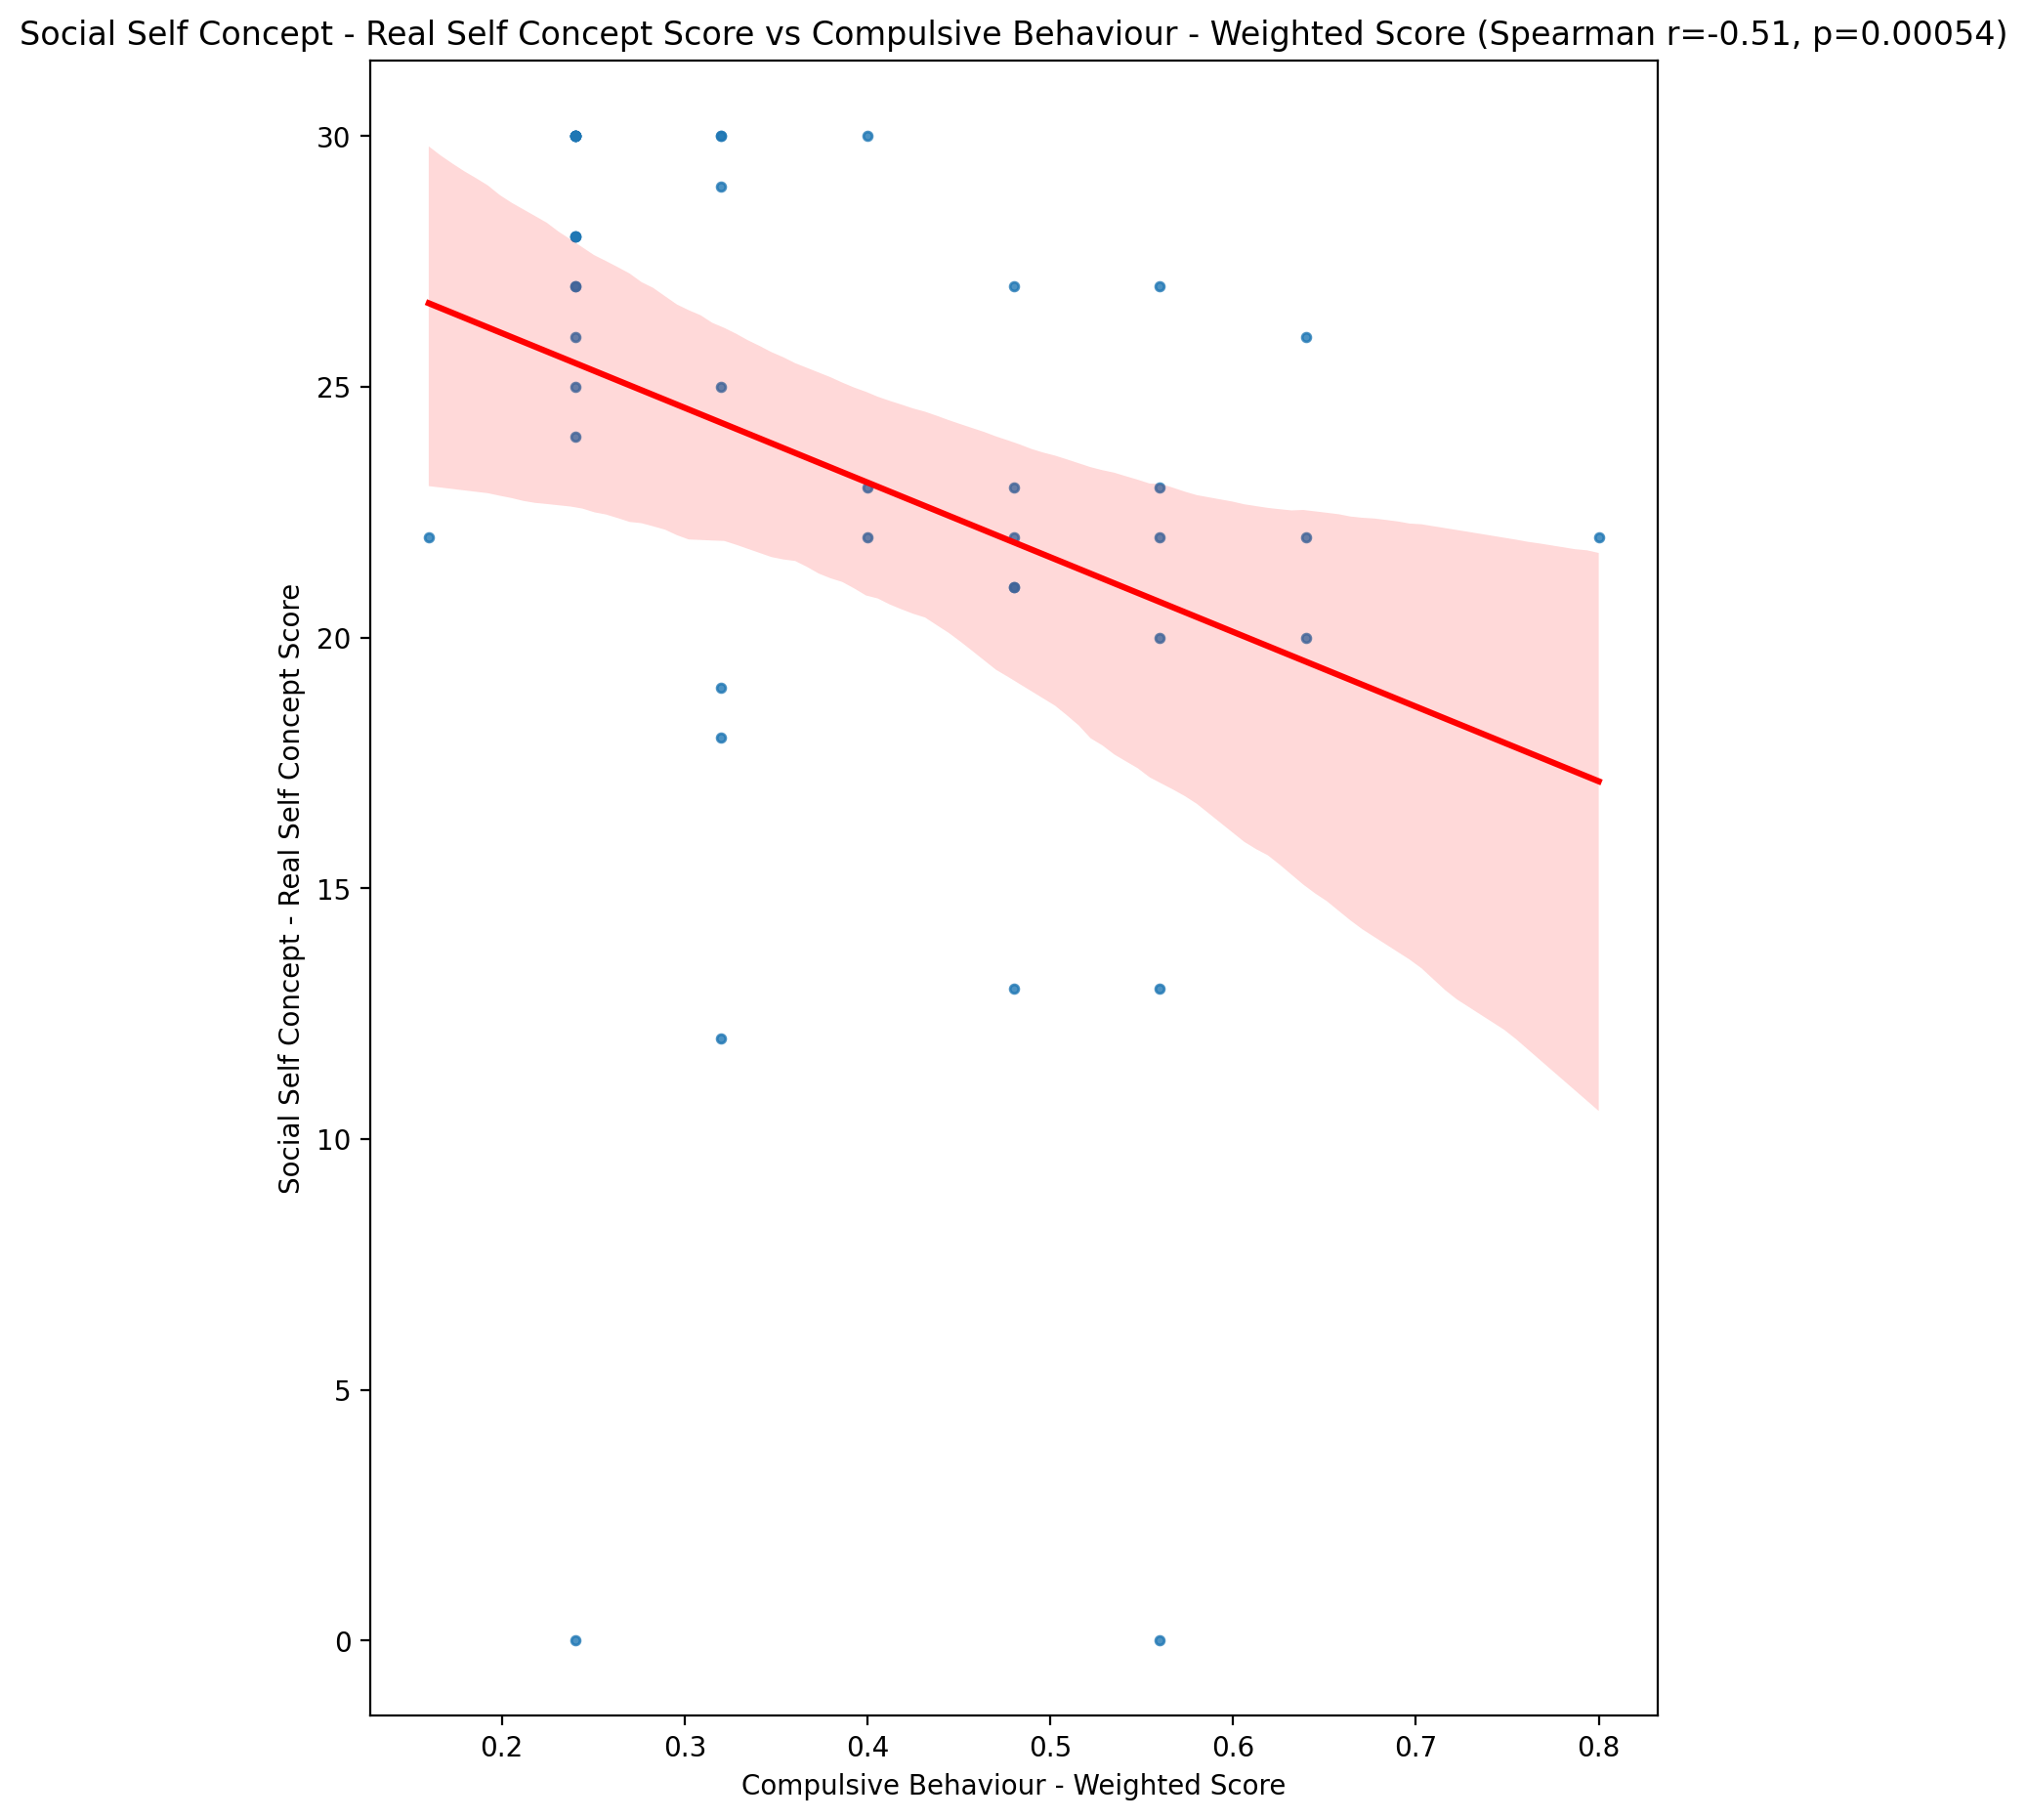 Social Self Concept - Real Self Concept Score vs Compulsive Behaviour - Weighted Score (Spearman r=-0.51, p=0.00054)
Social Self Concept - Real Self Concept Score
30
25
20
15
10
5
0
0.2 0.3 0.4 0.5 0.6 0.7 0.8
Compulsive Behaviour - Weighted Score